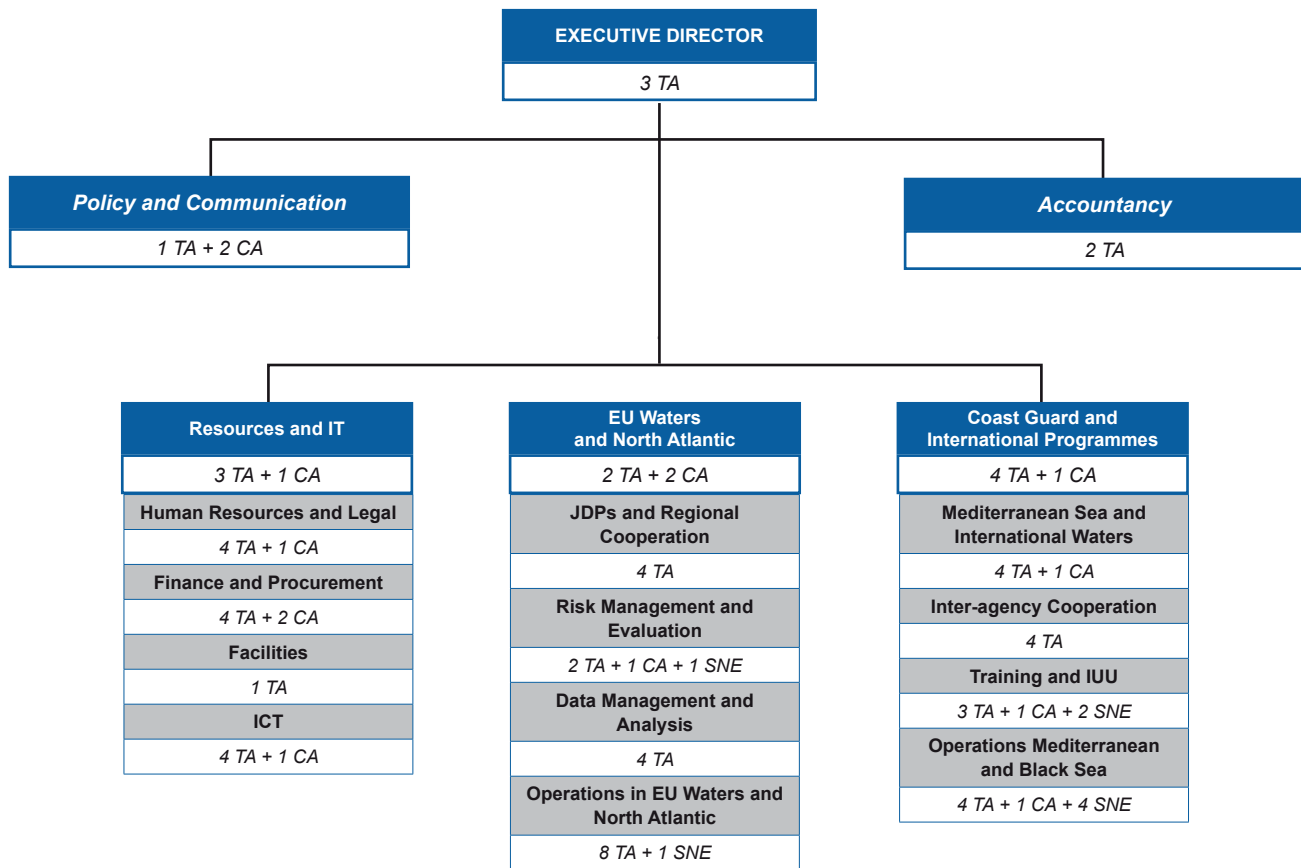 EXECUTIVE DIRECTOR
3 TA
Policy and Communication
1 TA + 2 CA
Accountancy
2 TA
Resources and IT
3 TA + 1 CA
Human Resources and Legal
4 TA + 1 CA
Finance and Procurement
4 TA + 2 CA
Facilities
1 TA
ICT
4 TA + 1 CA
EU Waters
and North Atlantic
2 TA + 2 CA
JDPs and Regional
Cooperation
4 TA
Risk Management and
Evaluation
2 TA + 1 CA + 1 SNE
Data Management and
Analysis
4 TA
Operations in EU Waters and
North Atlantic
8 TA + 1 SNE
Coast Guard and
International Programmes
4 TA + 1 CA
Mediterranean Sea and
International Waters
4 TA + 1 CA
Inter-agency Cooperation
4 TA
Training and IUU
3 TA + 1 CA + 2 SNE
Operations Mediterranean
and Black Sea
4 TA + 1 CA + 4 SNE